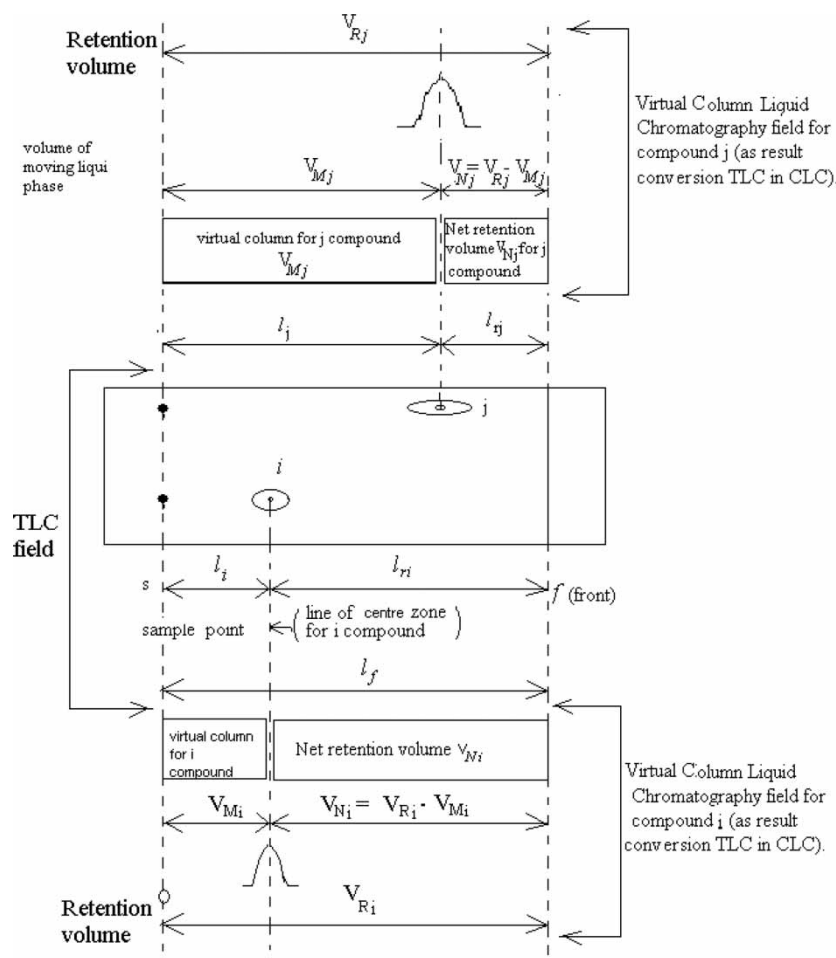 V_Rj
Retention
volume
Virtual Column Liquid
Chromatography field for
compound j (as result
conversion TLC in CLC).
volume of
moving liqui
phase
V_Mj
V_Nj = V_Rj - V_Mj
virtual column for j compound
V_Mj
Net retention
volume V_Nj for j
compound
l_j
l_rj
j
i
TLC
field
s
l_i
l_ri
f (front)
sample point
(line of centre zone
for i compound)
l_f
virtual column
for i
compound
Net retention volume V_Ni
Virtual Column Liquid
Chromatography field for
compound i (as result
conversion TLC in CLC).
V_Mi
V_Ni = V_Ri - V_Mi
Retention
volume
V_Ri